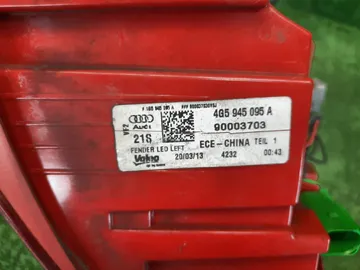 4G5 945 095 A
Audi
90003703
VF2
21S
ECE-CHINA TEIL 1
FENDER LED LEFT
Valeo
20/03/13 4232 00:43